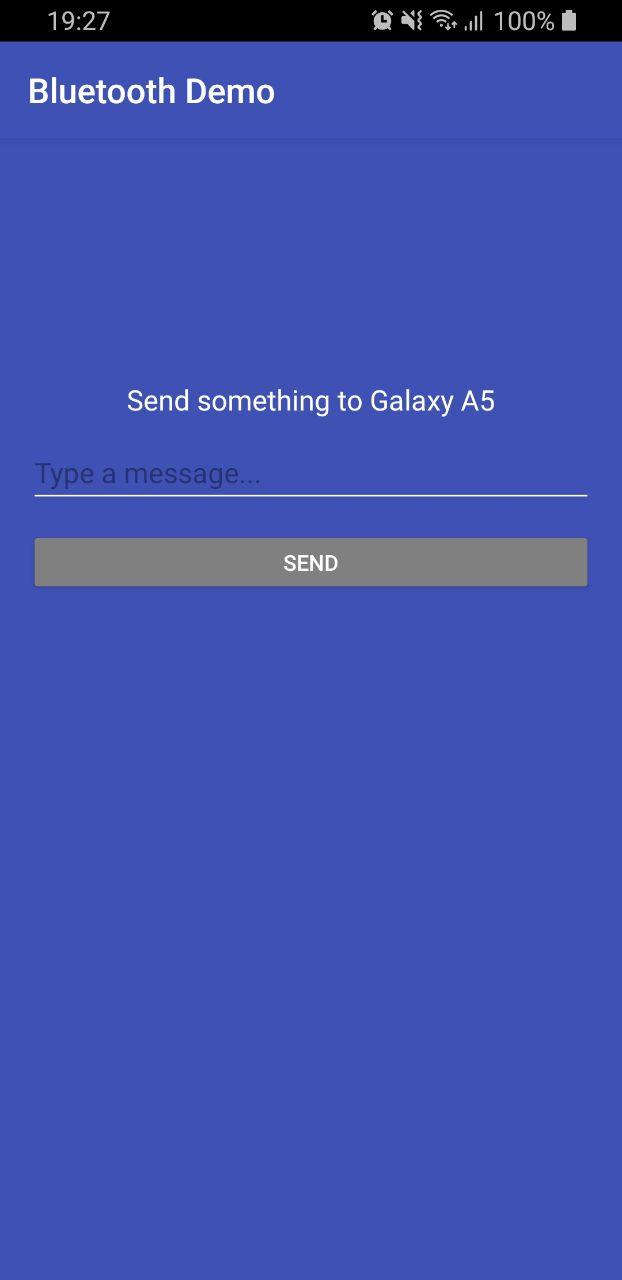 19:27 100%
Bluetooth Demo
Send something to Galaxy A5
Type a message...
SEND